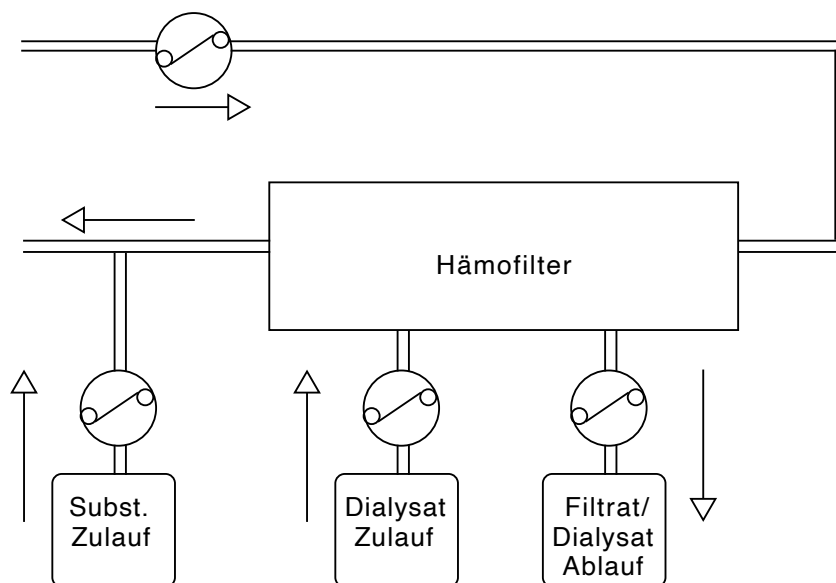 Hämofilter
Subst.
Zulauf
Dialysat
Zulauf
Filtrat/
Dialysat
Ablauf